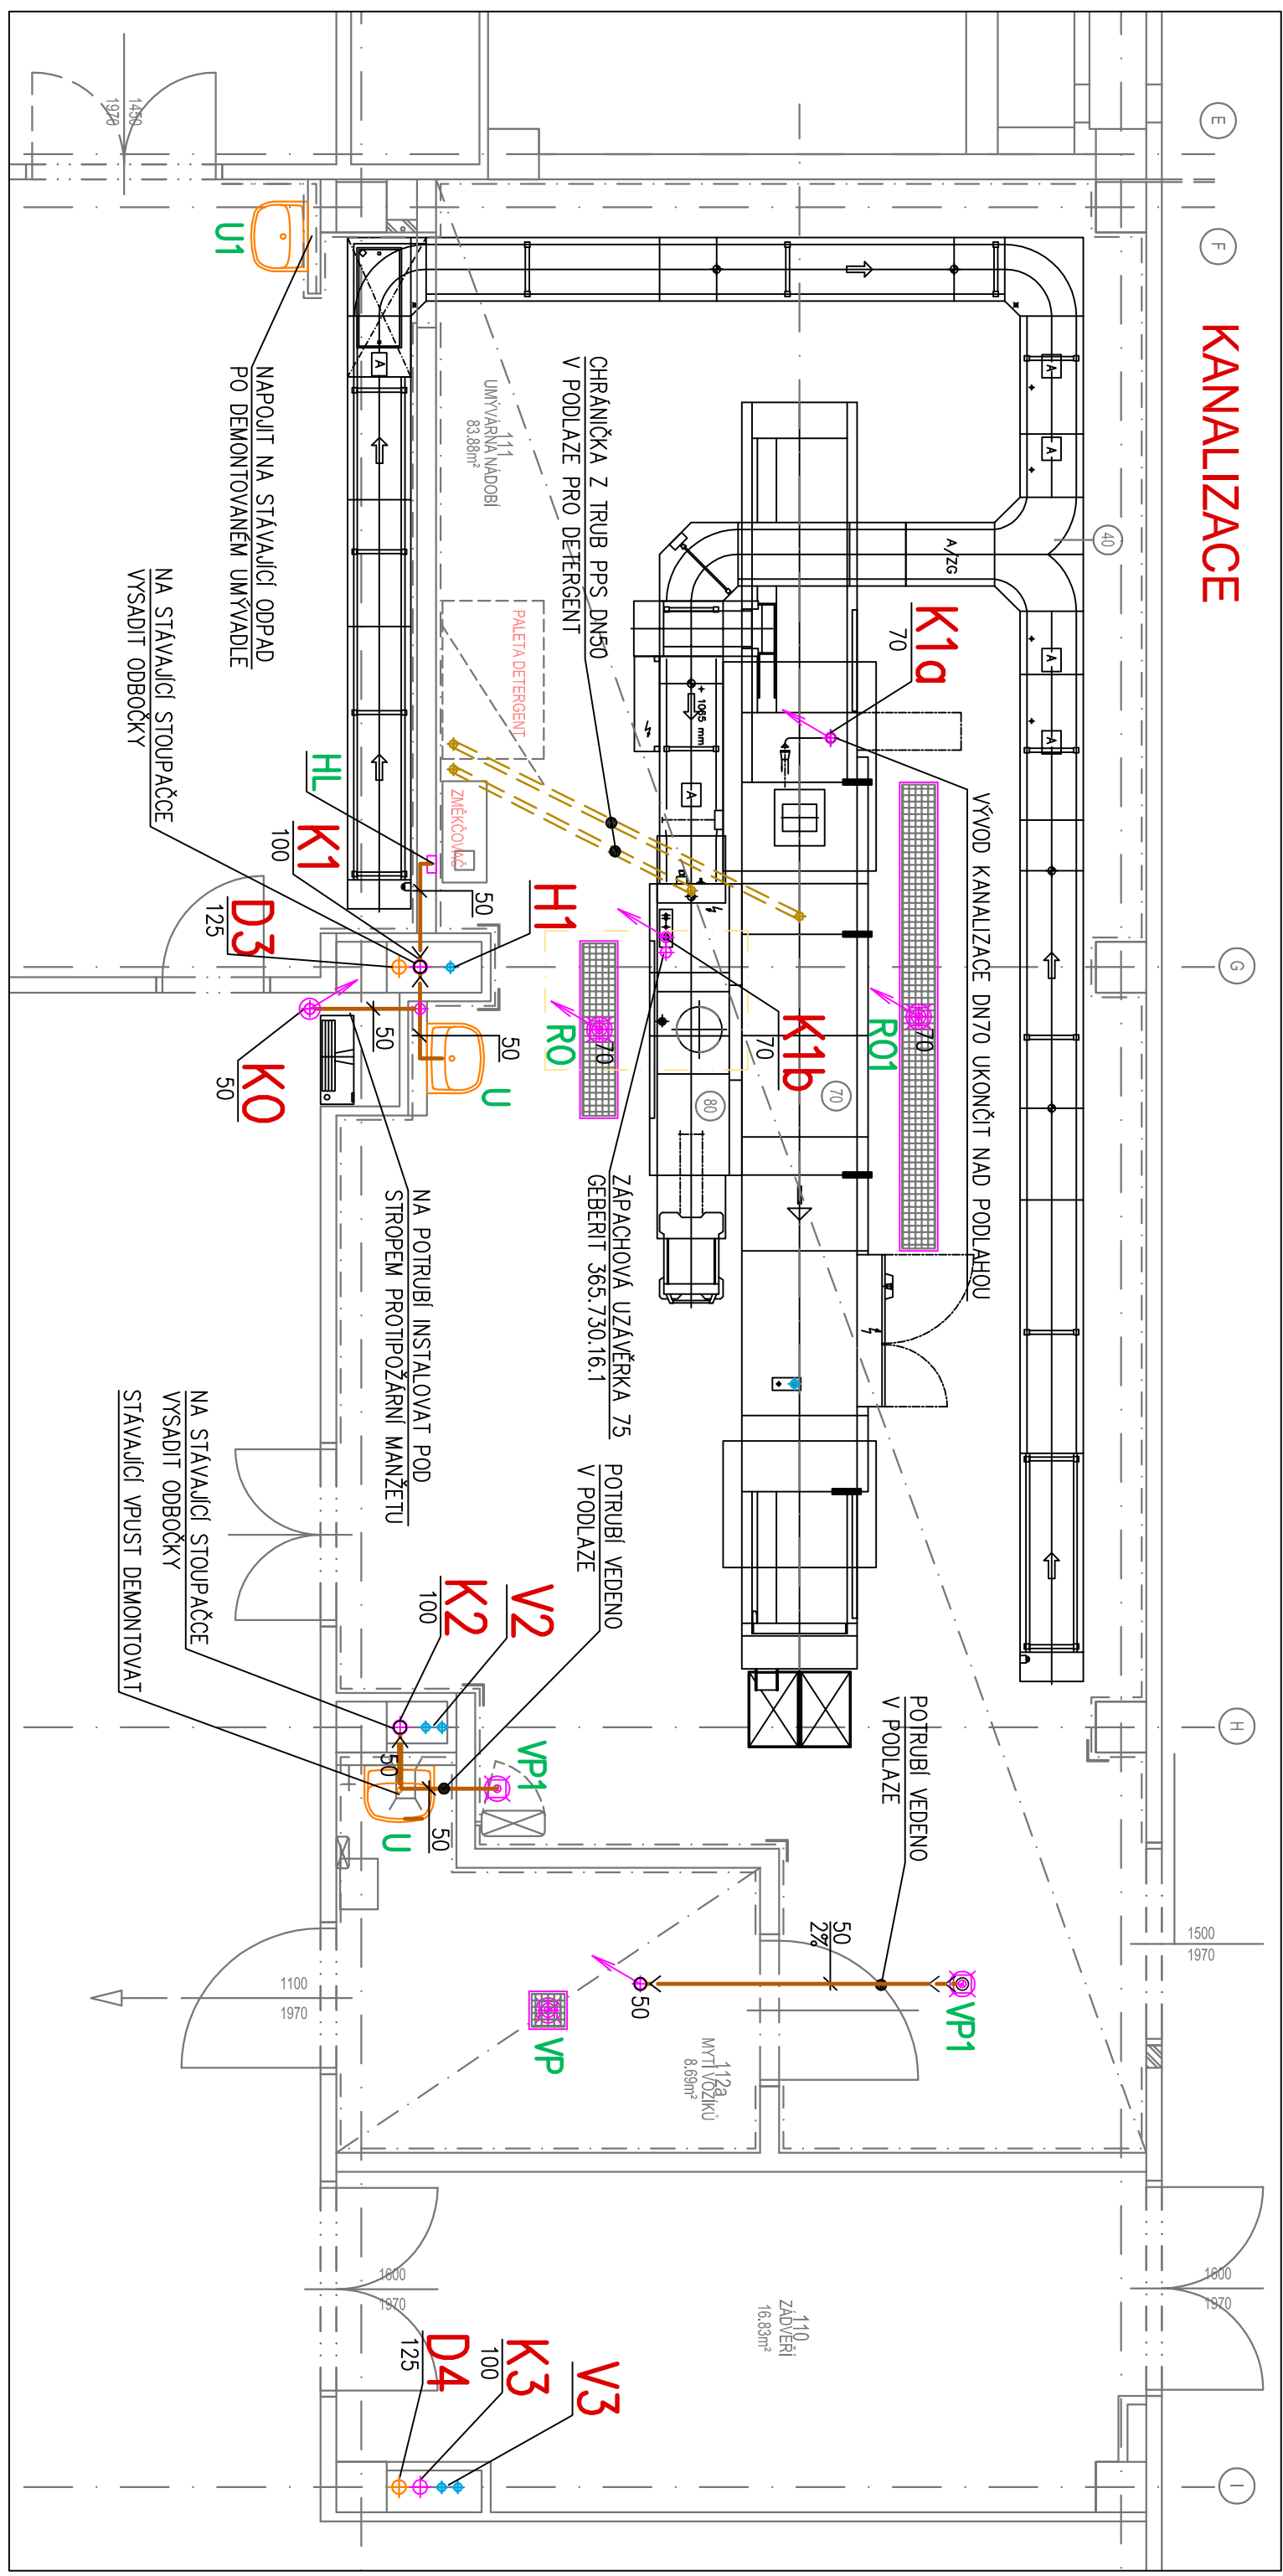 KANALIZACE
E
F
G
H
I
1450
1970
U1
NAPOJIT NA STÁVAJÍCÍ ODPAD
PO DEMONTOVANÉM UMÝVADLE
111
UMÝVÁRNA NÁDOBÍ
83.88m²
CHRÁNIČKA Z TRUB PPS DN50
V PODLAZE PRO DETERGENT
PALETA DETERGENT
ZMĚKČOVAČ
NA STÁVAJÍCÍ STOUPAČCE
VYSADIT ODBOČKY
HL
K1
100
D3
125
H1
50
50
50
K0
50
U
A
A
A
A
A
A
A/ZG
40
+ 1065 mm
K1a
70
VÝVOD KANALIZACE DN70 UKONČIT NAD PODLAHOU
K1b
70
RO1
70
RO
70
70
80
ZÁPACHOVÁ UZÁVĚRKA 75
GEBERIT 365.730.16.1
NA POTRUBÍ INSTALOVAT POD
STROPEM PROTIPOŽÁRNÍ MANŽETU
POTRUBÍ VEDENO
V PODLAZE
NA STÁVAJÍCÍ STOUPAČCE
VYSADIT ODBOČKY
STÁVAJÍCÍ VPUST DEMONTOVAT
V2
K2
100
50
50
U
VP1
POTRUBÍ VEDENO
V PODLAZE
50
2%
50
VP1
VP
112a
MYTÍ VOZÍKŮ
8.69m²
1500
1970
1100
1970
1600
1970
1600
1970
110
ZÁDVEŘÍ
16.83m²
V3
K3
100
D4
125